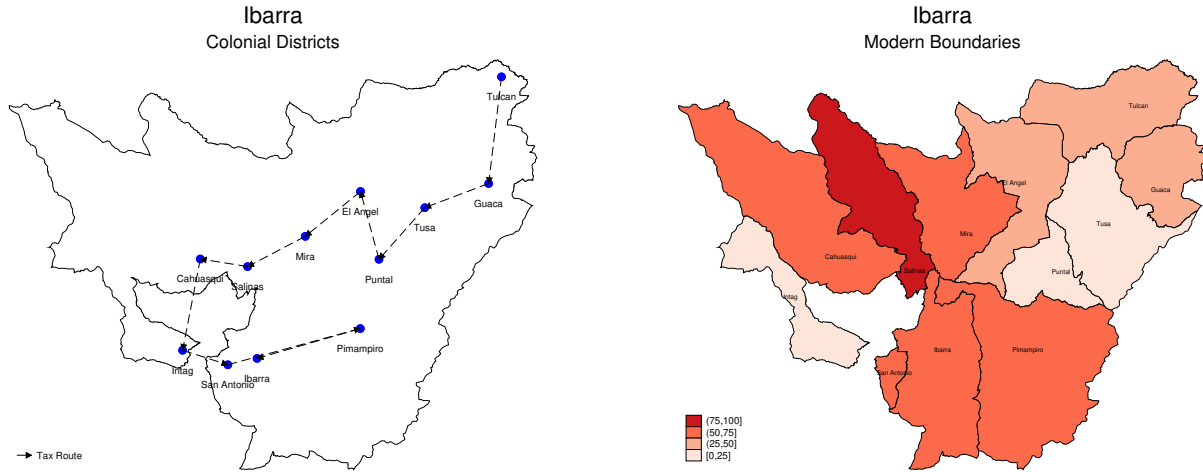 Ibarra
Colonial Districts
Tulcan
Guaca
El Angel
Tusa
Mira
Puntal
Cahuasqui
Salinas
Pimampiro
Intag
San Antonio
Ibarra
Tax Route
Ibarra
Modern Boundaries
Tulcan
El Angel
Guaca
Tusa
Mira
Cahuasqui
Salinas
Puntal
Intag
Ibarra
Pimampiro
San Antonio
(75,100]
(50,75]
(25,50]
[0,25]